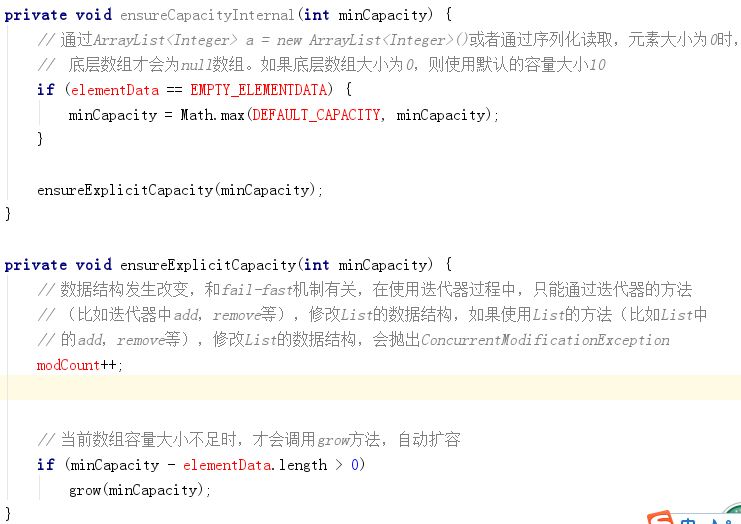 private void ensureCapacityInternal(int minCapacity) {
// 通过ArrayList<Integer> a = new ArrayList<Integer>()或者通过序列化读取，元素大小为0时，
// 底层数组才会为null数组。如果底层数组大小为0，则使用默认的容量大小10
if (elementData == EMPTY_ELEMENTDATA) {
minCapacity = Math.max(DEFAULT_CAPACITY, minCapacity);
}
ensureExplicitCapacity(minCapacity);
}
private void ensureExplicitCapacity(int minCapacity) {
// 数据结构发生改变，和fail-fast机制有关，在使用迭代器过程中，只能通过迭代器的方法
// （比如迭代器中add，remove等），修改List的数据结构，如果使用List的方法（比如List中
// 的add，remove等），修改List的数据结构，会抛出ConcurrentModificationException
modCount++;
// 当前数组容量大小不足时，才会调用grow方法，自动扩容
if (minCapacity - elementData.length > 0)
grow(minCapacity);
}